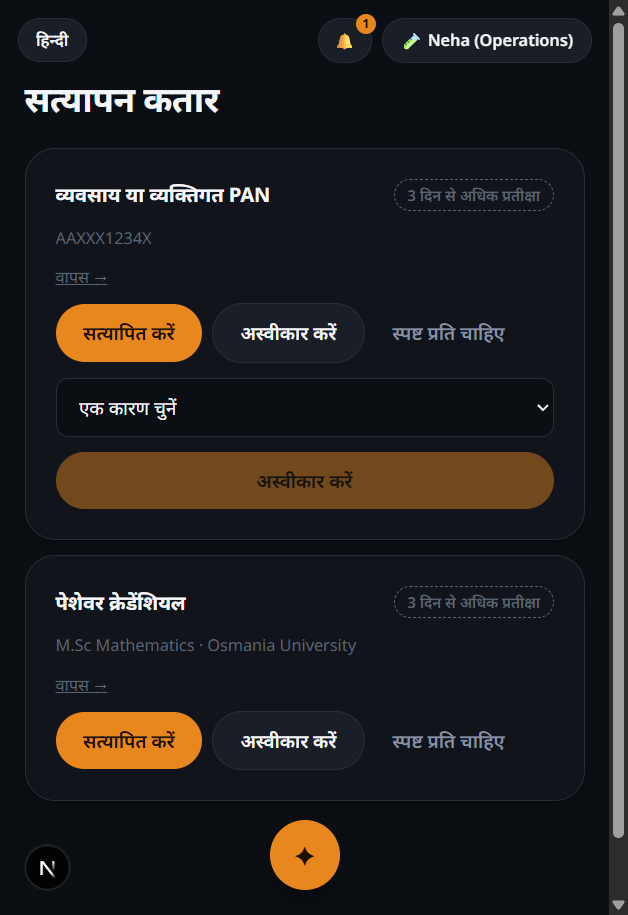 हिन्दी
1
Neha (Operations)
सत्यापन कतार
व्यवसाय या व्यक्तिगत PAN
3 दिन से अधिक प्रतीक्षा
AAXXX1234X
वापस →
सत्यापित करें
अस्वीकार करें
स्पष्ट प्रति चाहिए
एक कारण चुनें
अस्वीकार करें
पेशेवर क्रेडेंशियल
3 दिन से अधिक प्रतीक्षा
M.Sc Mathematics · Osmania University
वापस →
सत्यापित करें
अस्वीकार करें
स्पष्ट प्रति चाहिए
N